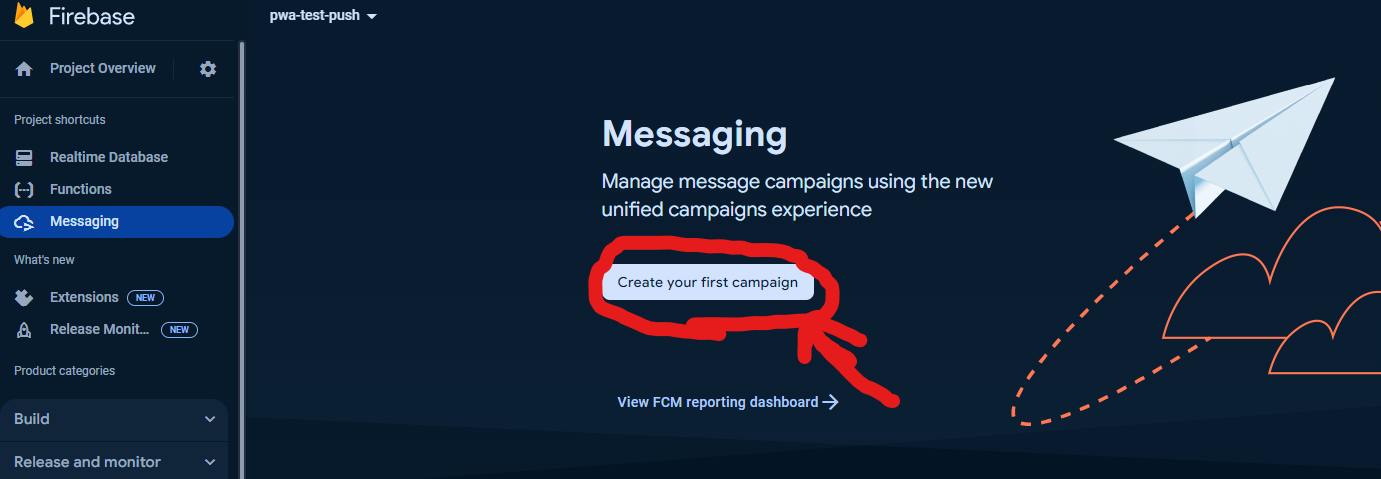 Firebase
pwa-test-push
Project Overview
Project shortcuts
Realtime Database
Functions
Messaging
What's new
Extensions NEW
Release Monit... NEW
Product categories
Build
Release and monitor
Messaging
Manage message campaigns using the new
unified campaigns experience
Create your first campaign
View FCM reporting dashboard